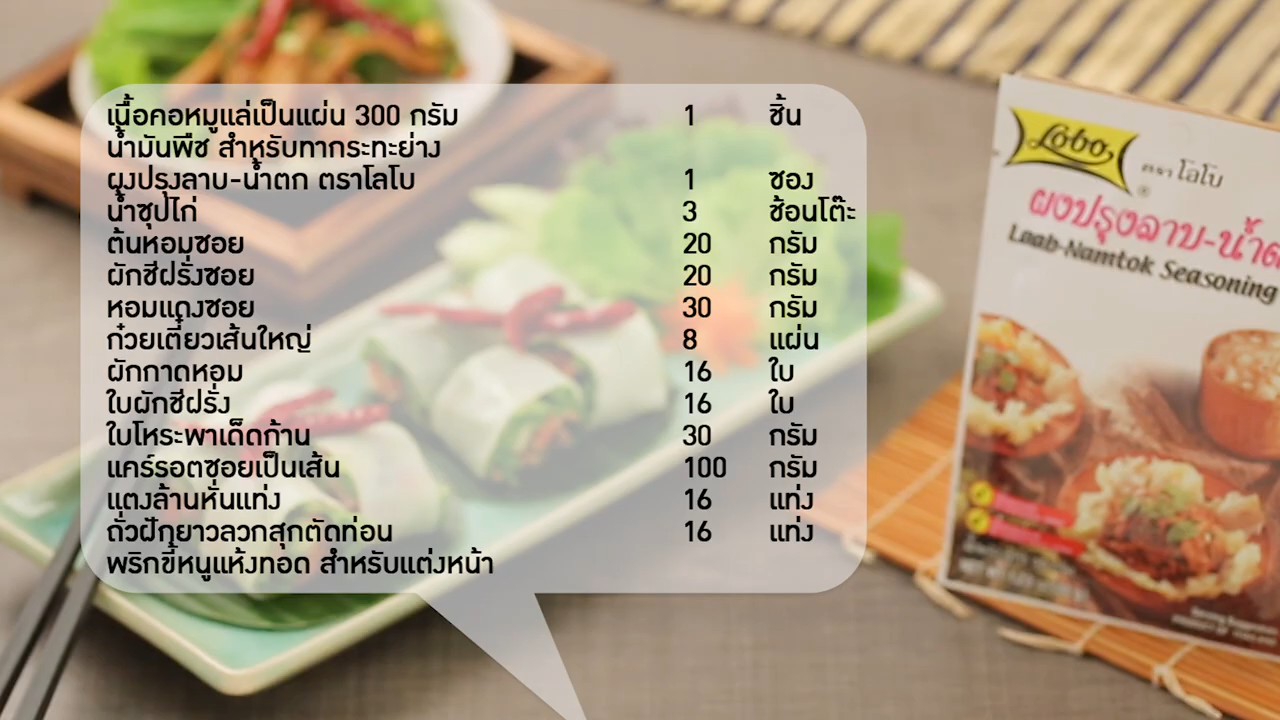 เนื้อคอหมูแล่เป็นแผ่น 300 กรัม 1 ชิ้น
น้ำมันพืช สำหรับทากระทะย่าง
ผงปรุงลาบ-น้ำตก ตราโลโบ 1 ซอง
น้ำซุปไก่ 3 ช้อนโต๊ะ
ต้นหอมซอย 20 กรัม
ผักชีฝรั่งซอย 20 กรัม
หอมแดงซอย 30 กรัม
ก๋วยเตี๋ยวเส้นใหญ่ 8 แผ่น
ผักกาดหอม 16 ใบ
ใบผักชีฝรั่ง 16 ใบ
ใบโหระพาเด็ดก้าน 30 กรัม
แคร์รอตซอยเป็นเส้น 100 กรัม
แตงล้านหั่นแท่ง 16 แท่ง
ถั่วฝักยาวลวกสุกตัดท่อน 16 แท่ง
พริกขี้หนูแห้งทอด สำหรับแต่งหน้า
Lobo ® ตราโลโบ
ผงปรุงลาบ-น้ำต
Laab-Namtok Seasoning